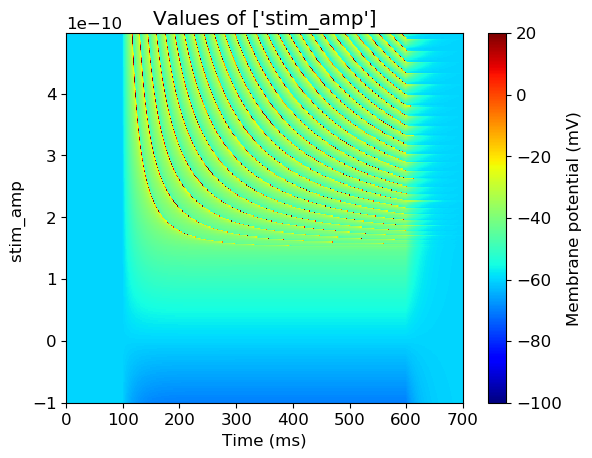 Values of ['stim_amp']
1e−10
4
3
2
1
0
−1
stim_amp
0 100 200 300 400 500 600 700
Time (ms)
20
0
−20
−40
−60
−80
−100
Membrane potential (mV)